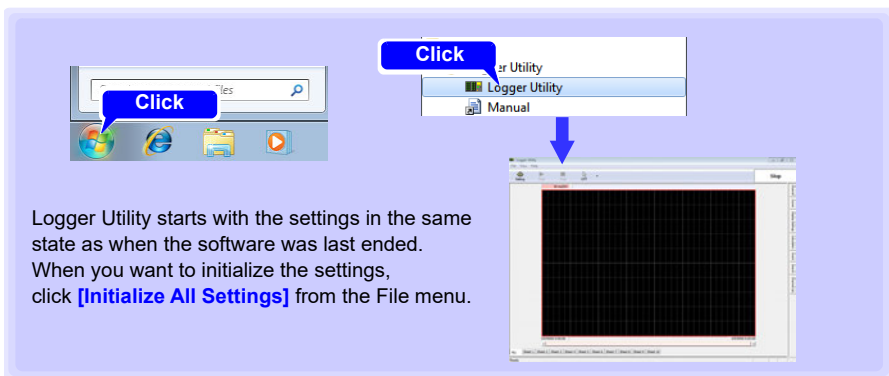 Click
Click
Logger Utility
Manual
Logger Utility starts with the settings in the same
state as when the software was last ended.
When you want to initialize the settings,
click [Initialize All Settings] from the File menu.
Logger Utility
Stop